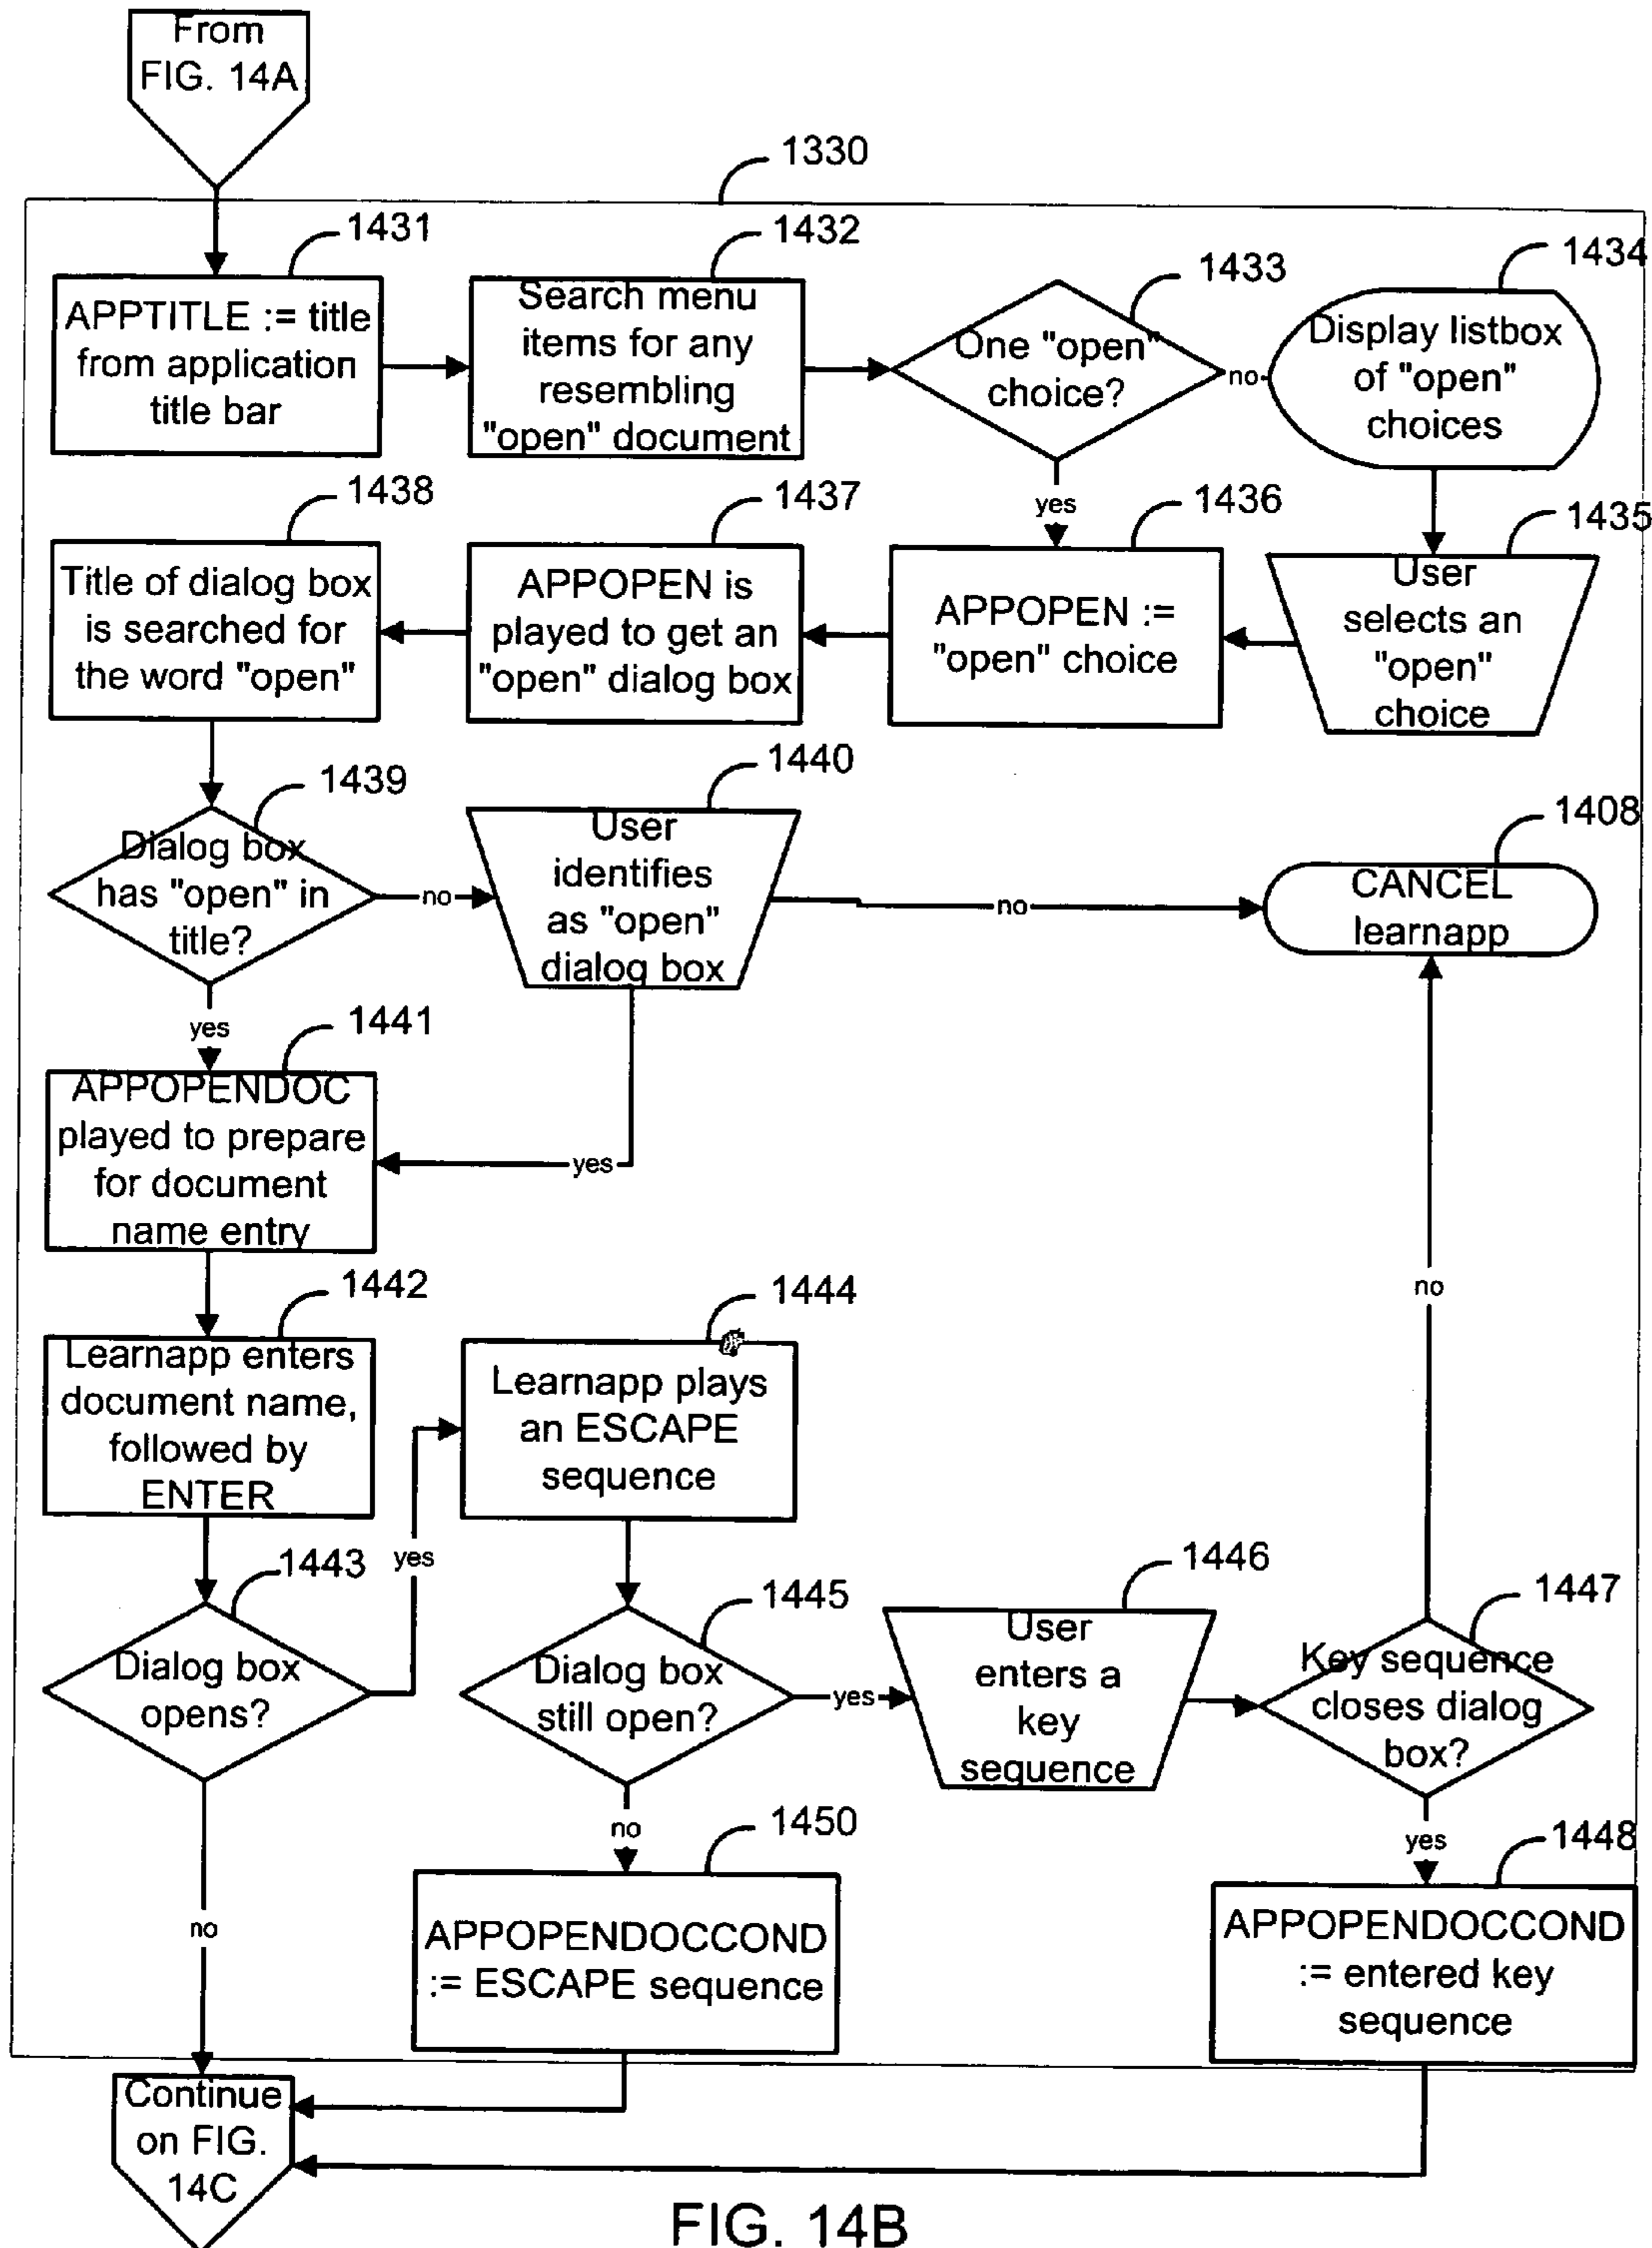 From
FIG. 14A
1330
1431
APPTITLE := title
from application
title bar
1432
Search menu
items for any
resembling
"open" document
1433
One "open"
choice?
no
yes
1434
Display listbox
of "open"
choices
1435
User
selects an
"open"
choice
1436
APPOPEN :=
"open" choice
1437
APPOPEN is
played to get an
"open" dialog box
1438
Title of dialog box
is searched for
the word "open"
1439
Dialog box
has "open" in
title?
no
yes
1440
User
identifies
as "open"
dialog box
no
yes
1408
CANCEL
learnapp
1441
APPOPENDOC
played to prepare
for document
name entry
1442
Learnapp enters
document name,
followed by
ENTER
1443
Dialog box
opens?
yes
no
1444
Learnapp plays
an ESCAPE
sequence
1445
Dialog box
still open?
yes
no
1446
User
enters a
key
sequence
1447
Key sequence
closes dialog
box?
no
yes
1448
APPOPENDOCCOND
:= entered key
sequence
1450
APPOPENDOCCOND
:= ESCAPE sequence
Continue
on FIG.
14C
FIG. 14B